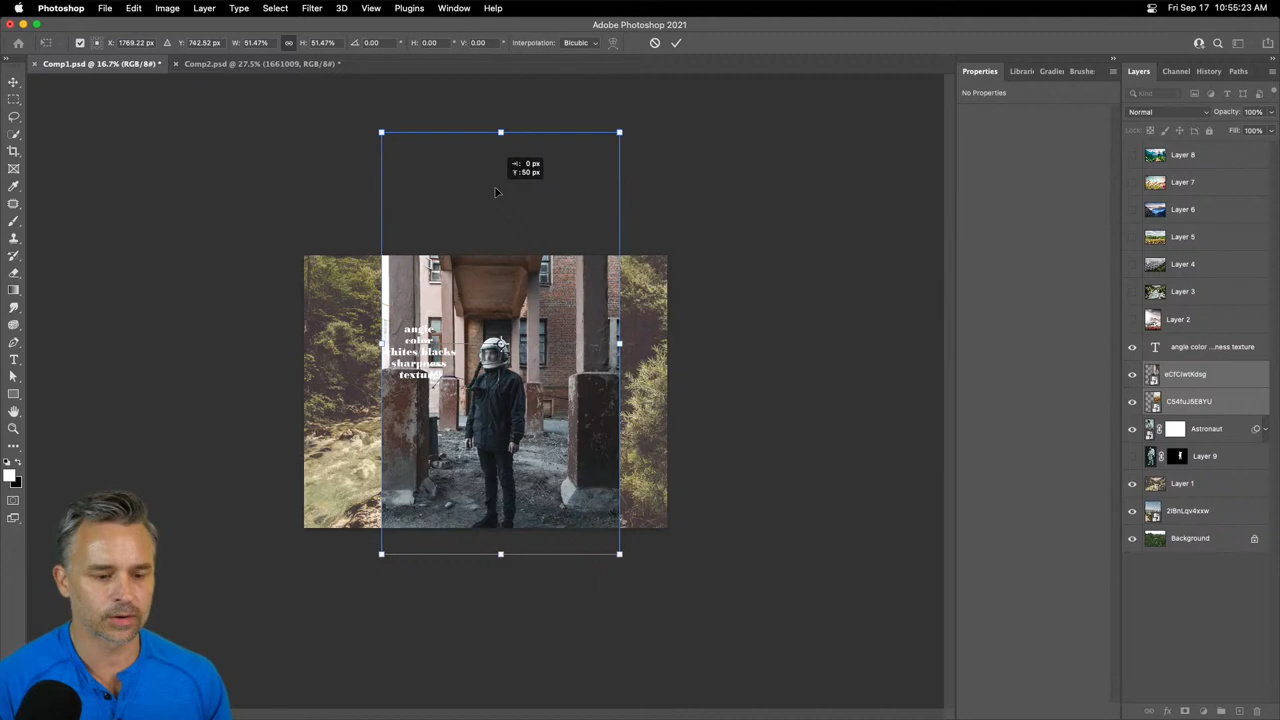 Photoshop File Edit Image Layer Type Select Filter 3D View Plugins Window Help Fri Sep 17 10:55:23 AM
Adobe Photoshop 2021
X: 1769.22 px Y: 742.52 px W: 51.47% H: 51.47% 0.00 ° H: 0.00 ° V: 0.00 ° Interpolation: Bicubic
Comp1.psd @ 16.7% (RGB/8#) * Comp2.psd @ 27.5% (1661009, RGB/8#) *
Properties Librari Gradier Brushe
No Properties
Layers Channel History Paths
Kind
Normal Opacity: 100%
Lock: Fill: 100%
Layer 8
Layer 7
Layer 6
Layer 5
Layer 4
Layer 3
Layer 2
angle color ...ness texture
eCfCIwtKdsg
C54fuJ5E8YU
Astronaut
Layer 9
Layer 1
2IBnLqv4xxw
Background
0 px
50 px
angle
color
whites blacks
sharpness
texture